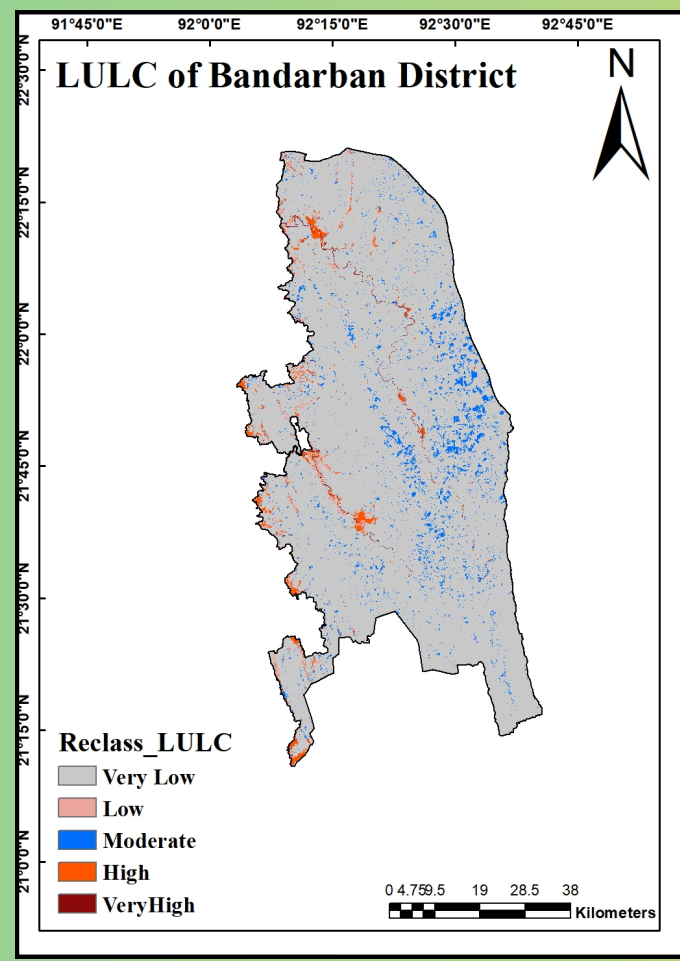 91°45'0"E 92°0'0"E 92°15'0"E 92°30'0"E 92°45'0"E
LULC of Bandarban District
N
22°30'0"N
22°15'0"N
22°0'0"N
21°45'0"N
21°30'0"N
21°15'0"N
21°0'0"N
Reclass_LULC
Very Low
Low
Moderate
High
VeryHigh
0 4.759.5 19 28.5 38
Kilometers